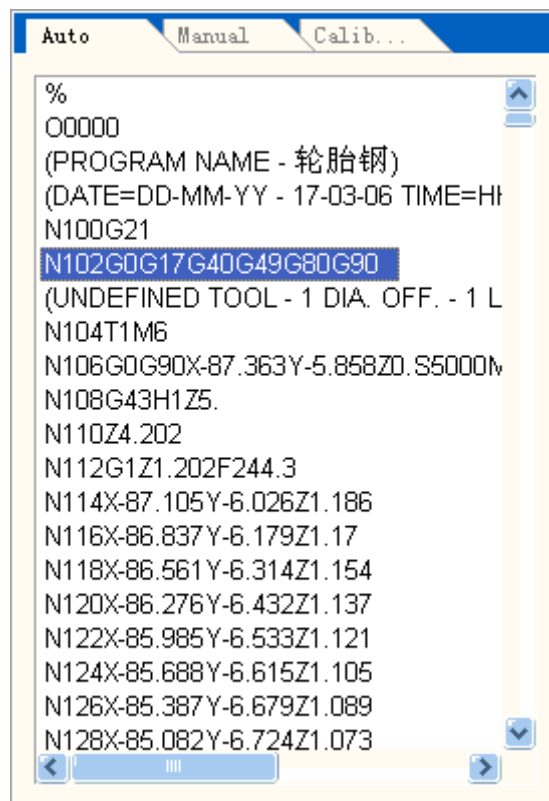 Auto Manual Calib...
%
O0000
(PROGRAM NAME - 轮胎钢)
(DATE=DD-MM-YY - 17-03-06 TIME=HH
N100G21
N102G0G17G40G49G80G90
(UNDEFINED TOOL - 1 DIA. OFF. - 1 L
N104T1M6
N106G0G90X-87.363Y-5.858Z0.S5000M
N108G43H1Z5.
N110Z4.202
N112G1Z1.202F244.3
N114X-87.105Y-6.026Z1.186
N116X-86.837Y-6.179Z1.17
N118X-86.561Y-6.314Z1.154
N120X-86.276Y-6.432Z1.137
N122X-85.985Y-6.533Z1.121
N124X-85.688Y-6.615Z1.105
N126X-85.387Y-6.679Z1.089
N128X-85.082Y-6.724Z1.073